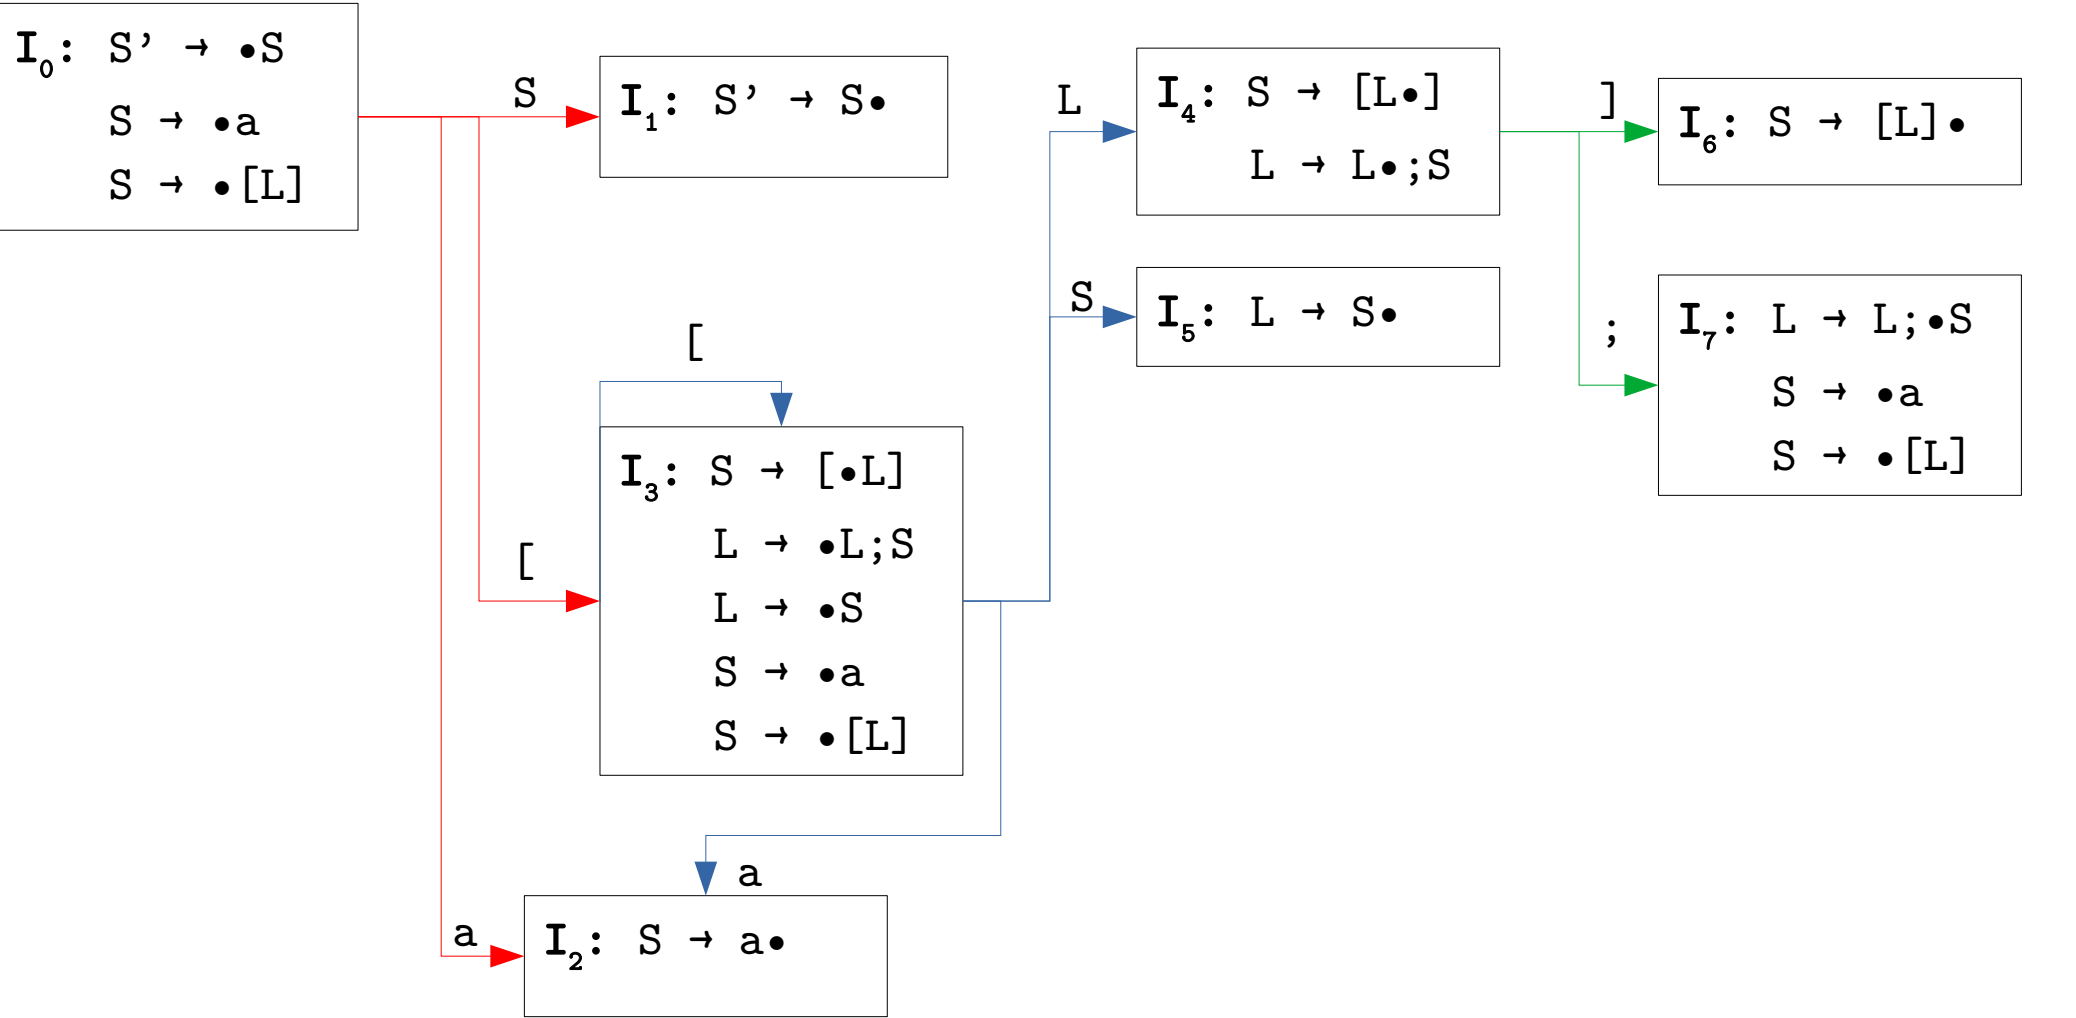 I₀: S’ → •S
S → •a
S → •[L]
S
I₁: S’ → S•
L
I₄: S → [L•]
L → L•;S
]
I₆: S → [L]•
S
I₅: L → S•
;
I₇: L → L;•S
S → •a
S → •[L]
[
[
I₃: S → [•L]
L → •L;S
L → •S
S → •a
S → •[L]
a
a
I₂: S → a•